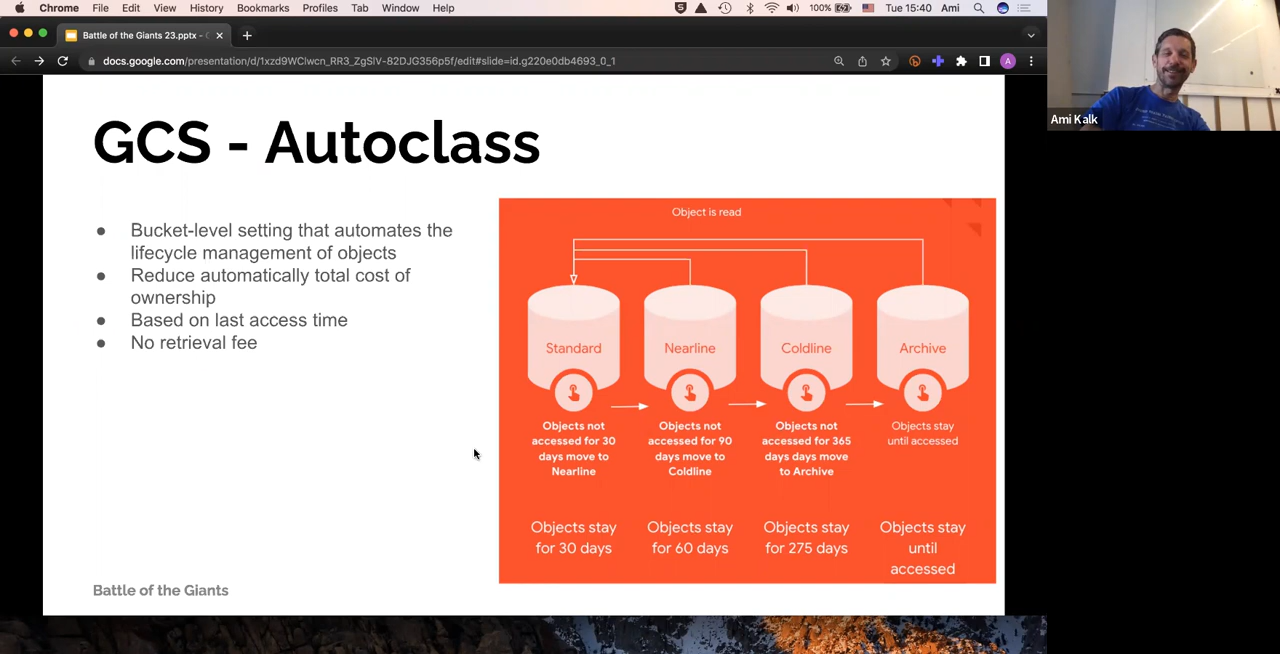 Chrome File Edit View History Bookmarks Profiles Tab Window Help 100% Tue 15:40 Ami
Battle of the Giants 23.pptx -
docs.google.com/presentation/d/1xzd9WClwcn_RR3_ZgSlV-82DJG356p5f/edit#slide=id.g220e0db4693_0_1
A
Ami Kalk
GCS - Autoclass
Bucket-level setting that automates the
lifecycle management of objects
Reduce automatically total cost of
ownership
Based on last access time
No retrieval fee
Object is read
Standard Nearline Coldline Archive
Objects not
accessed for 30
days move to
Nearline
Objects not
accessed for 90
days move to
Coldline
Objects not
accessed for 365
days days move
to Archive
Objects stay
until accessed
Objects stay
for 30 days
Objects stay
for 60 days
Objects stay
for 275 days
Objects stay
until
accessed
Battle of the Giants